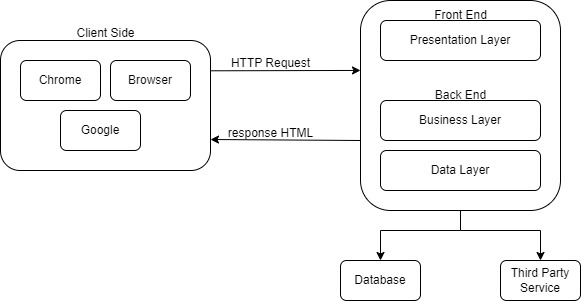 Client Side
Chrome
Browser
Google
HTTP Request
response HTML
Front End
Presentation Layer
Back End
Business Layer
Data Layer
Database
Third Party
Service